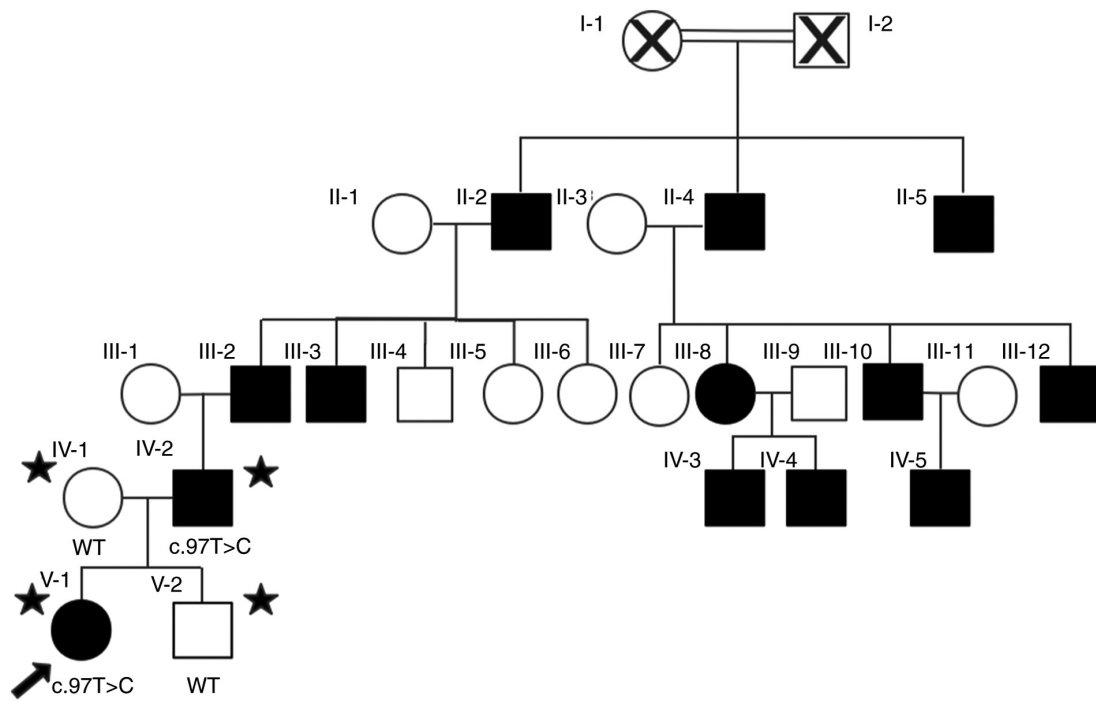 I-1 I-2
II-1 II-2 II-3 II-4 II-5
III-1 III-2 III-3 III-4 III-5 III-6 III-7 III-8 III-9 III-10 III-11 III-12
IV-1 IV-2 IV-3 IV-4 IV-5
WT c.97T>C
V-1 V-2
c.97T>C WT